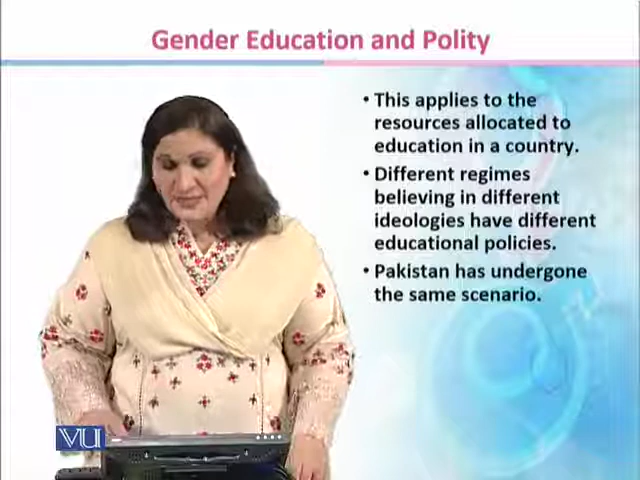 Gender Education and Polity
• This applies to the
resources allocated to
education in a country.
• Different regimes
believing in different
ideologies have different
educational policies.
• Pakistan has undergone
the same scenario.
VU